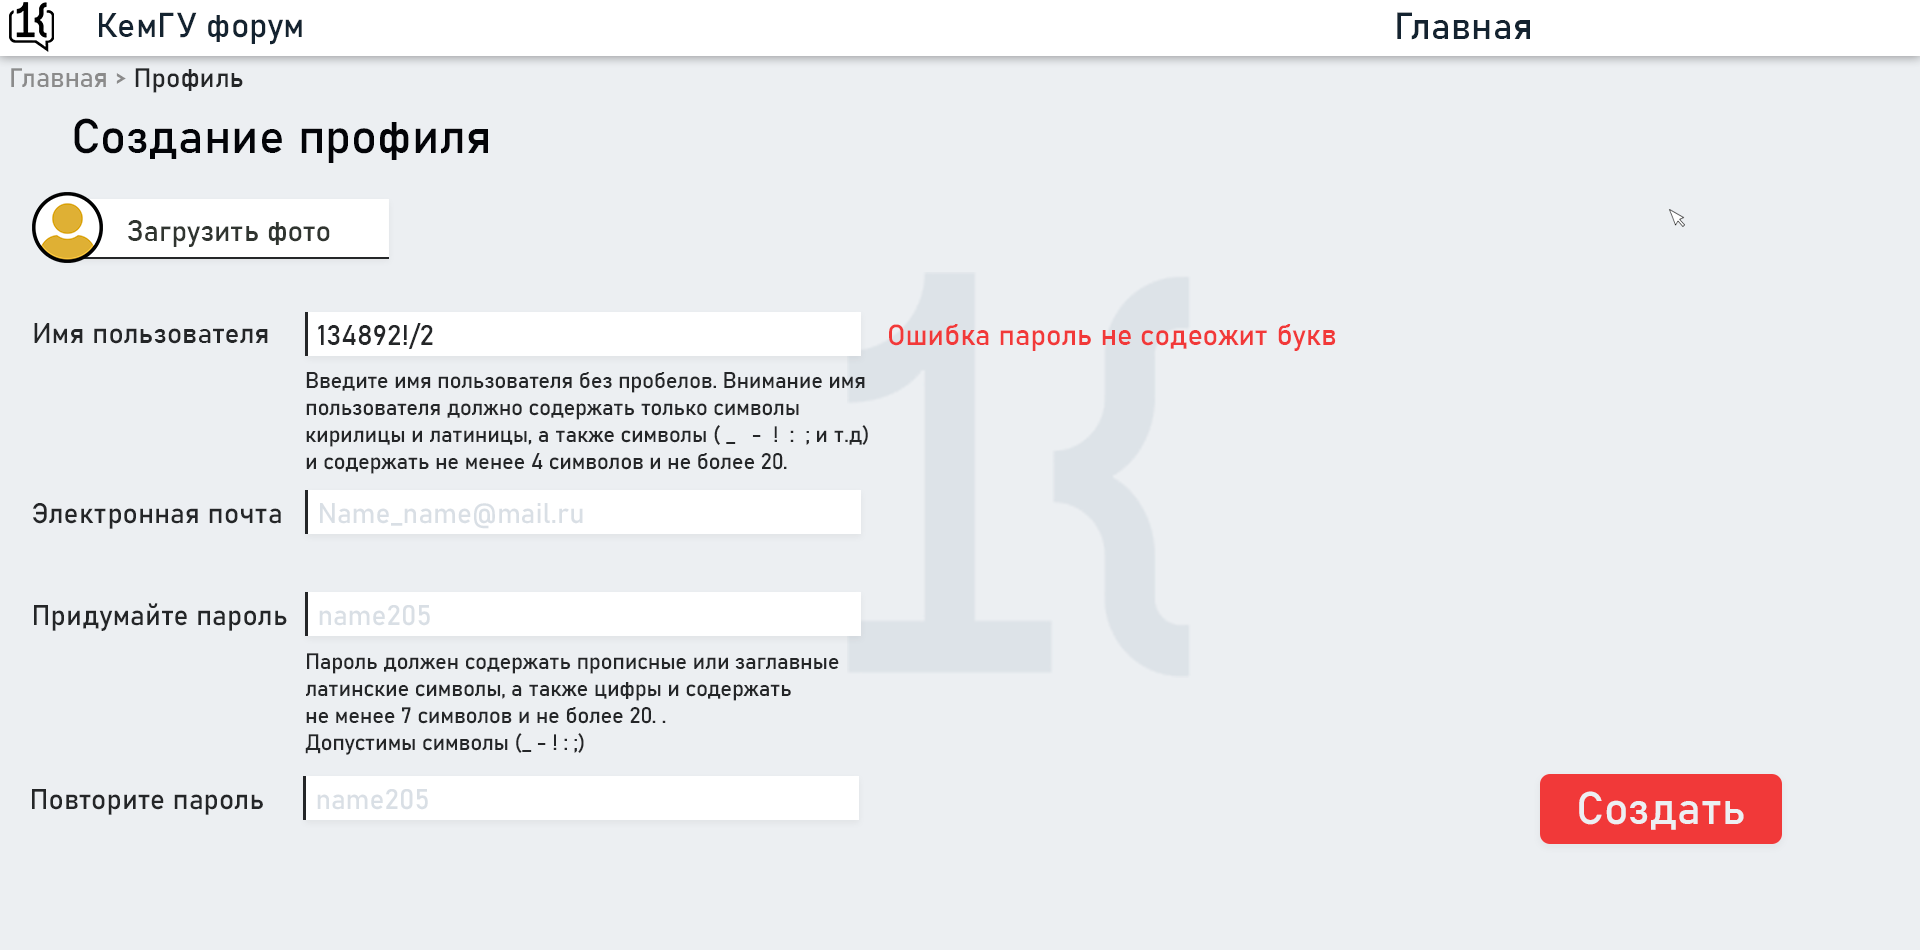 1{
КемГУ форум
Главная
Главная > Профиль
Создание профиля
Загрузить фото
Имя пользователя
134892!/2
Ошибка пароль не содеожит букв
Введите имя пользователя без пробелов. Внимание имя
пользователя должно содержать только символы
кирилицы и латиницы, а также символы ( _ - ! : ; и т.д)
и содержать не менее 4 символов и не более 20.
Электронная почта
Name_name@mail.ru
Придумайте пароль
name205
Пароль должен содержать прописные или заглавные
латинские символы, а также цифры и содержать
не менее 7 символов и не более 20. .
Допустимы символы (_ - ! : ;)
Повторите пароль
name205
Создать
1{